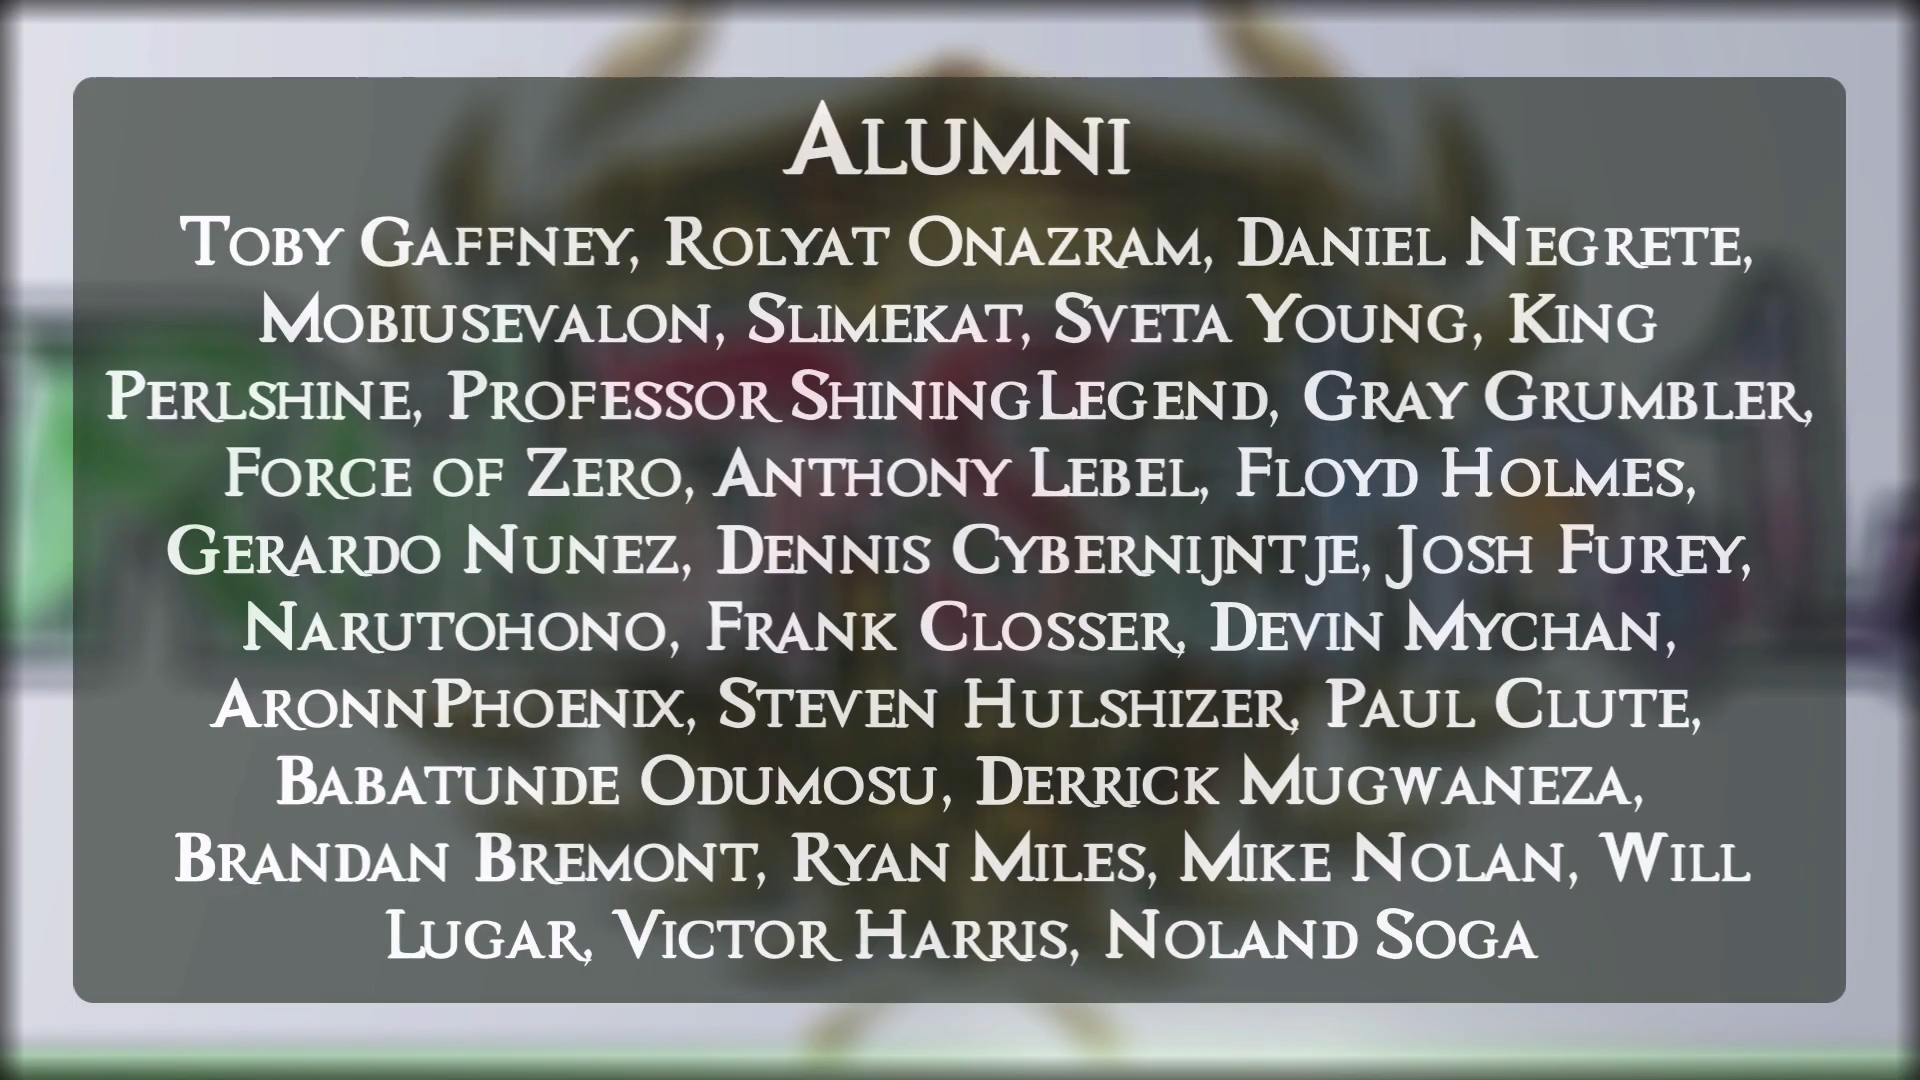 Alumni
Toby Gaffney, Rolyat Onazram, Daniel Negrete,
Mobiusevalon, Slimekat, Sveta Young, King
Perlshine, Professor ShiningLegend, Gray Grumbler,
Force of Zero, Anthony Lebel, Floyd Holmes,
Gerardo Nunez, Dennis Cybernijntje, Josh Furey,
Narutohono, Frank Closser, Devin Mychan,
AronnPhoenix, Steven Hulshizer, Paul Clute,
Babatunde Odumosu, Derrick Mugwaneza,
Brandan Bremont, Ryan Miles, Mike Nolan, Will
Lugar, Victor Harris, Noland Soga